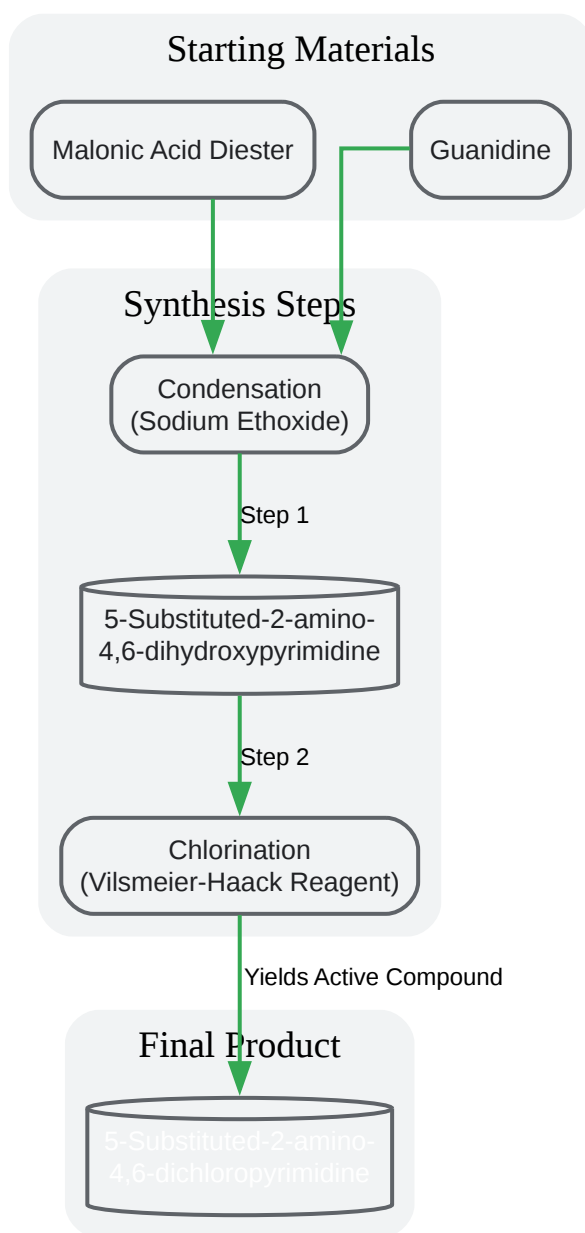 Starting Materials
Malonic Acid Diester
Guanidine
Synthesis Steps
Condensation
(Sodium Ethoxide)
Step 1
5-Substituted-2-amino-
4,6-dihydroxypyrimidine
Step 2
Chlorination
(Vilsmeier-Haack Reagent)
Yields Active Compound
Final Product
5-Substituted-2-amino-
4,6-dichloropyrimidine